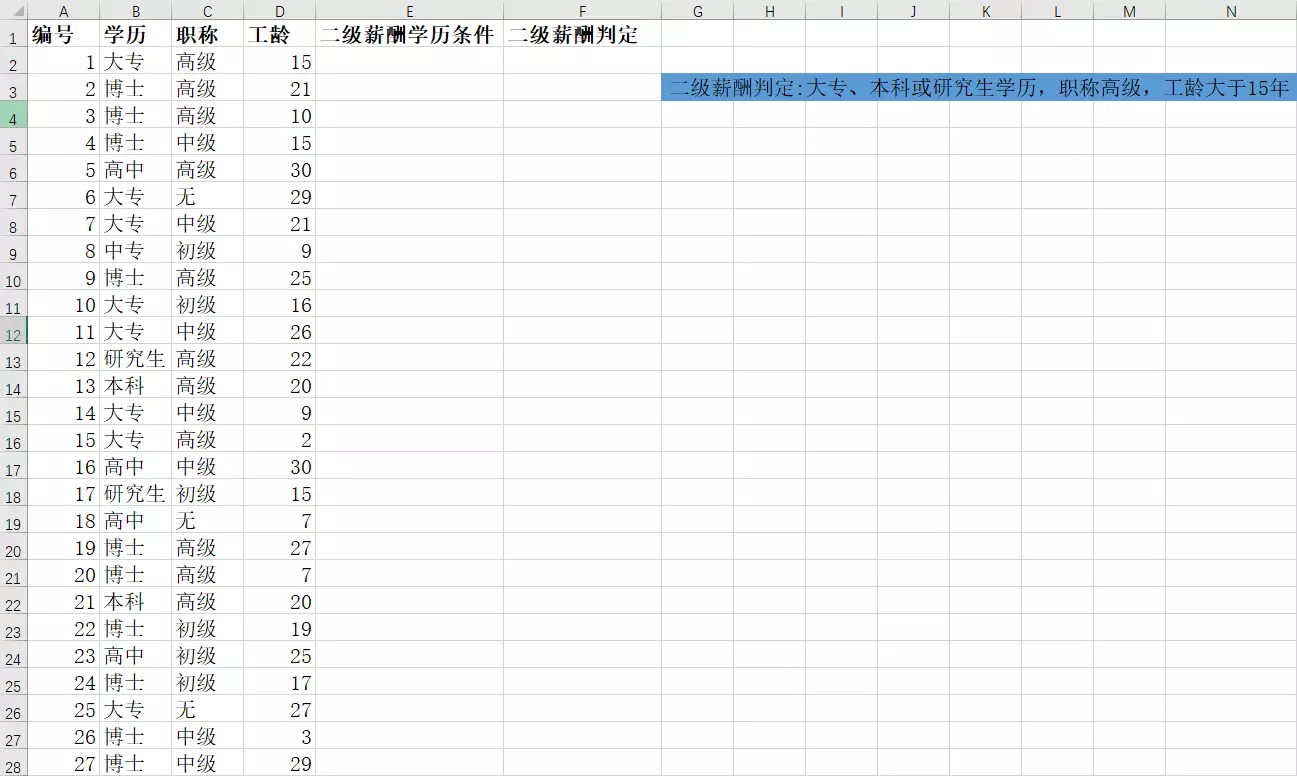 A B C D E F G H I J K L M N
1 编号 学历 职称 工龄 二级薪酬学历条件 二级薪酬判定
2 1 大专 高级 15
3 2 博士 高级 21 二级薪酬判定:大专、本科或研究生学历，职称高级，工龄大于15年
4 3 博士 高级 10
5 4 博士 中级 15
6 5 高中 高级 30
7 6 大专 无 29
8 7 大专 中级 21
9 8 中专 初级 9
10 9 博士 高级 25
11 10 大专 初级 16
12 11 大专 中级 26
13 12 研究生 高级 22
14 13 本科 高级 20
15 14 大专 中级 9
16 15 大专 高级 2
17 16 高中 中级 30
18 17 研究生 初级 15
19 18 高中 无 7
20 19 博士 高级 27
21 20 博士 高级 7
22 21 本科 高级 20
23 22 博士 初级 19
24 23 高中 初级 25
25 24 博士 初级 17
26 25 大专 无 27
27 26 博士 中级 3
28 27 博士 中级 29